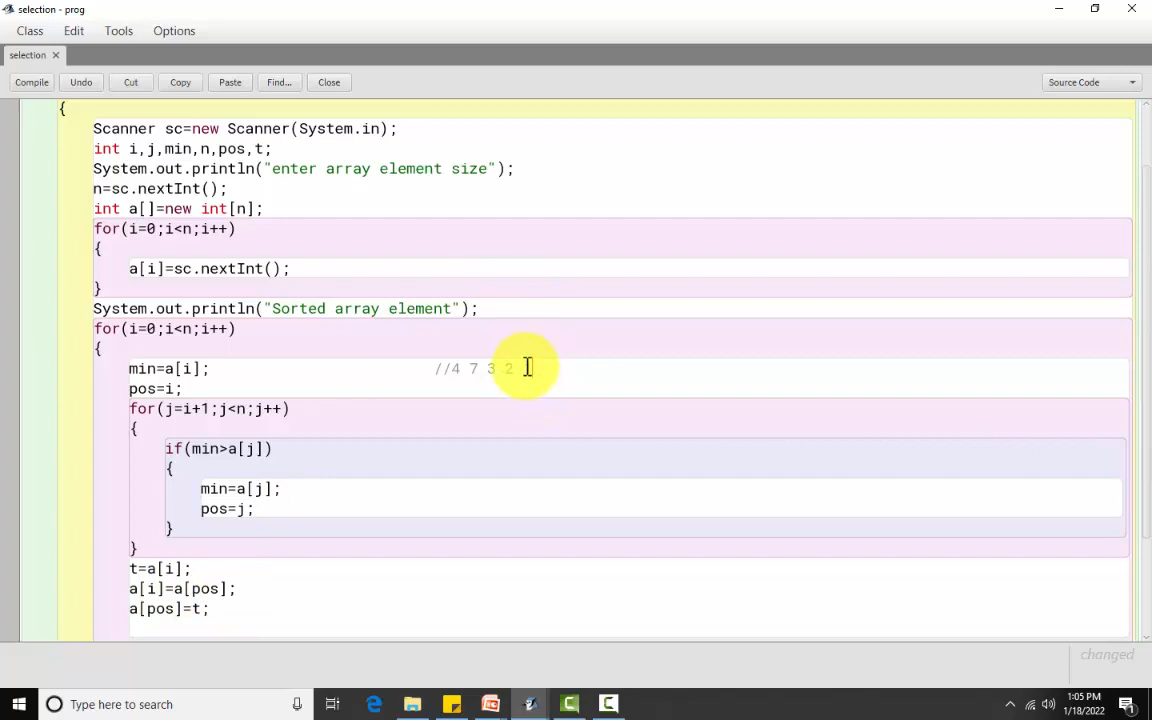 selection - prog
Class Edit Tools Options
selection ×
Compile Undo Cut Copy Paste Find... Close Source Code
{
Scanner sc=new Scanner(System.in);
int i,j,min,n,pos,t;
System.out.println("enter array element size");
n=sc.nextInt();
int a[]=new int[n];
for(i=0;i<n;i++)
{
a[i]=sc.nextInt();
}
System.out.println("Sorted array element");
for(i=0;i<n;i++)
{
min=a[i]; //4 7 3 2
pos=i;
for(j=i+1;j<n;j++)
{
if(min>a[j])
{
min=a[j];
pos=j;
}
}
t=a[i];
a[i]=a[pos];
a[pos]=t;
changed
Type here to search
1:05 PM
1/18/2022
1